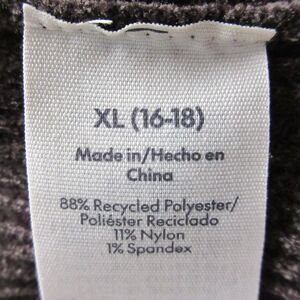 XL (16-18)
Made in/Hecho en
China
88% Recycled Polyester/
Poliéster Reciclado
11% Nylon
1% Spandex